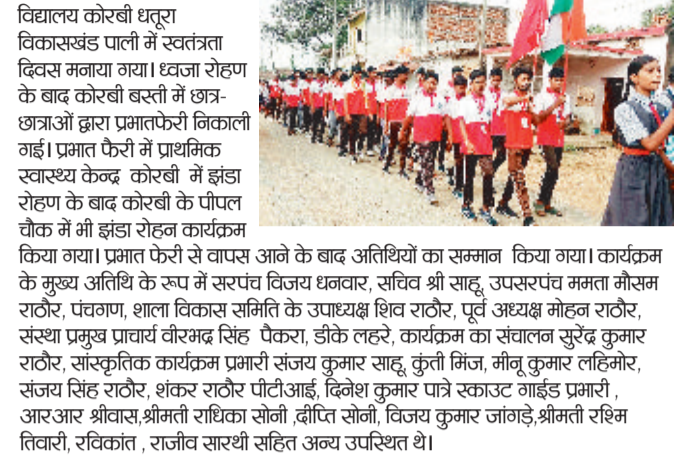 विद्यालय कोरबी धतूरा
विकासखंड पाली में स्वतंत्रता
दिवस मनाया गया। ध्वजा रोहण
के बाद कोरबी बस्ती में छात्र-
छात्राओं द्वारा प्रभातफेरी निकाली
गई। प्रभात फैरी में प्राथमिक
स्वास्थ्य केन्द्र कोरबी में झंडा
रोहण के बाद कोरबी के पीपल
चौक में भी झंडा रोहन कार्यक्रम
किया गया। प्रभात फेरी से वापस आने के बाद अतिथियों का सम्मान किया गया। कार्यक्रम
के मुख्य अतिथि के रूप में सरपंच विजय धनवार, सचिव श्री साहू, उपसरपंच ममता मौसम
राठौर, पंचगण, शाला विकास समिति के उपाध्यक्ष शिव राठौर, पूर्व अध्यक्ष मोहन राठौर,
संस्था प्रमुख प्राचार्य वीरभद्र सिंह पैकरा, डीके लहरे, कार्यक्रम का संचालन सुरेंद्र कुमार
राठौर, सांस्कृतिक कार्यक्रम प्रभारी संजय कुमार साहू, कुंती मिंज, मीनू कुमार लहिमोर,
संजय सिंह राठौर, शंकर राठौर पीटीआई, दिनेश कुमार पात्रे स्काउट गाईड प्रभारी ,
आरआर श्रीवास,श्रीमती राधिका सोनी ,दीप्ति सोनी, विजय कुमार जांगड़े,श्रीमती रश्मि
तिवारी, रविकांत , राजीव सारथी सहित अन्य उपस्थित थे।